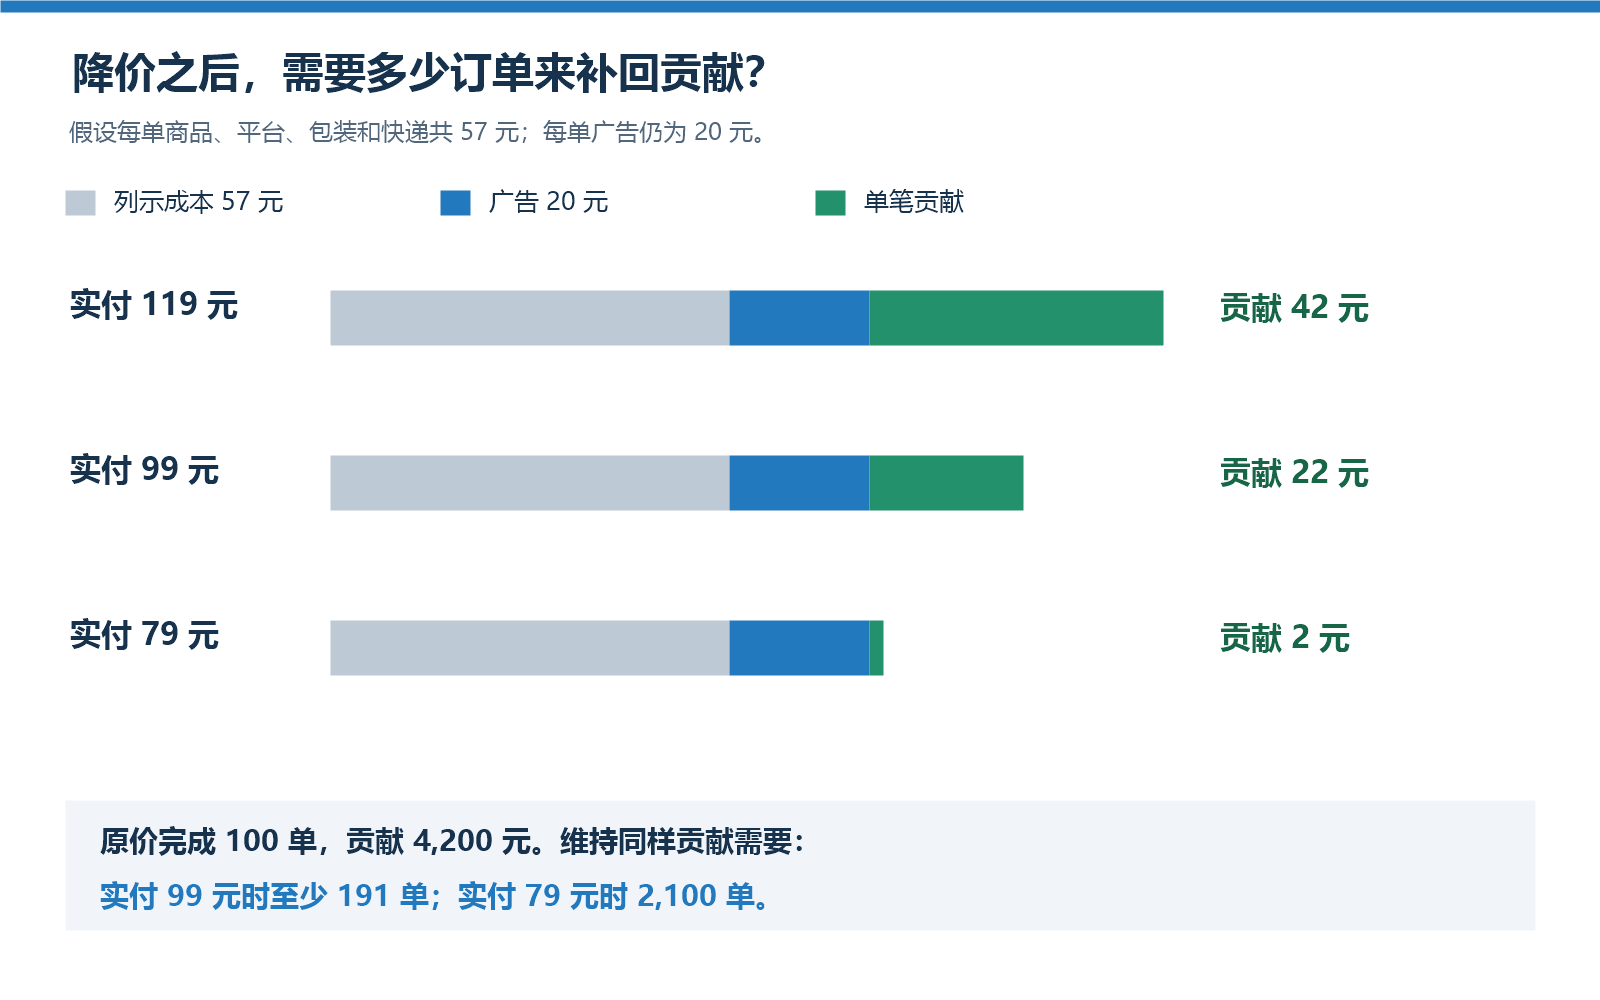 降价之后，需要多少订单来补回贡献？
假设每单商品、平台、包装和快递共 57 元；每单广告仍为 20 元。
列示成本 57 元
广告 20 元
单笔贡献
实付 119 元
贡献 42 元
实付 99 元
贡献 22 元
实付 79 元
贡献 2 元
原价完成 100 单，贡献 4,200 元。维持同样贡献需要：
实付 99 元时至少 191 单；实付 79 元时 2,100 单。